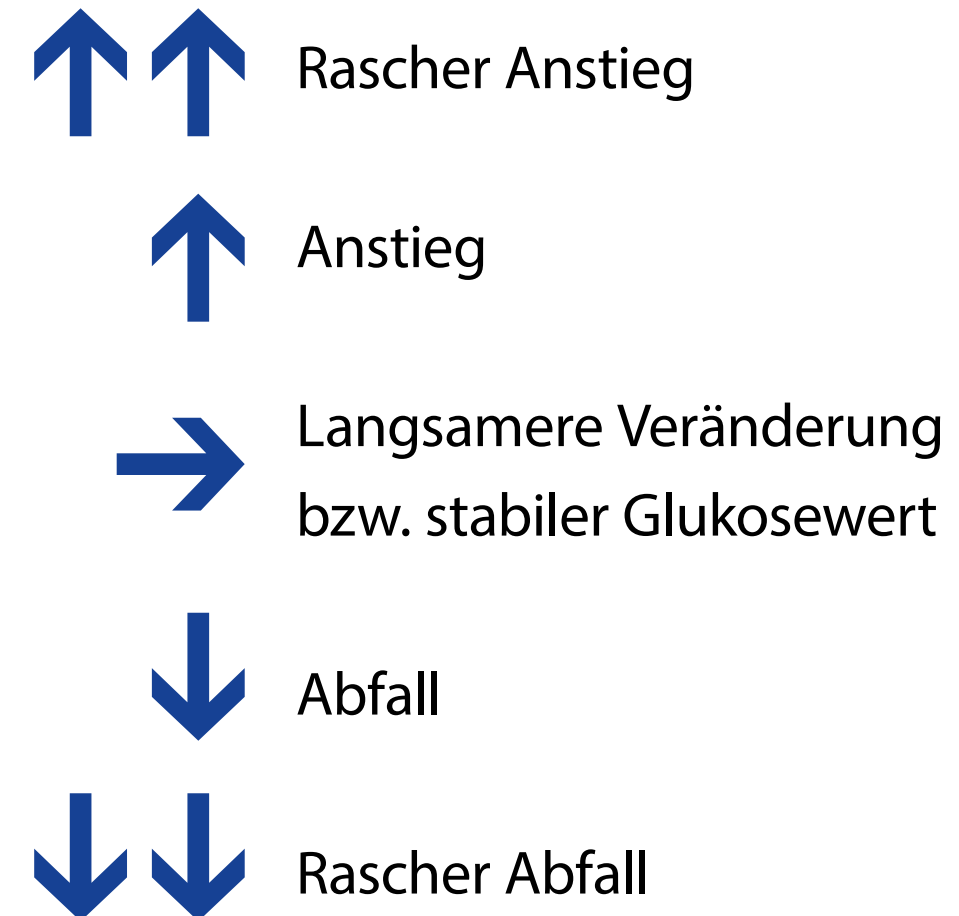 Rascher Anstieg
Anstieg
Langsamere Veränderung
bzw. stabiler Glukosewert
Abfall
Rascher Abfall